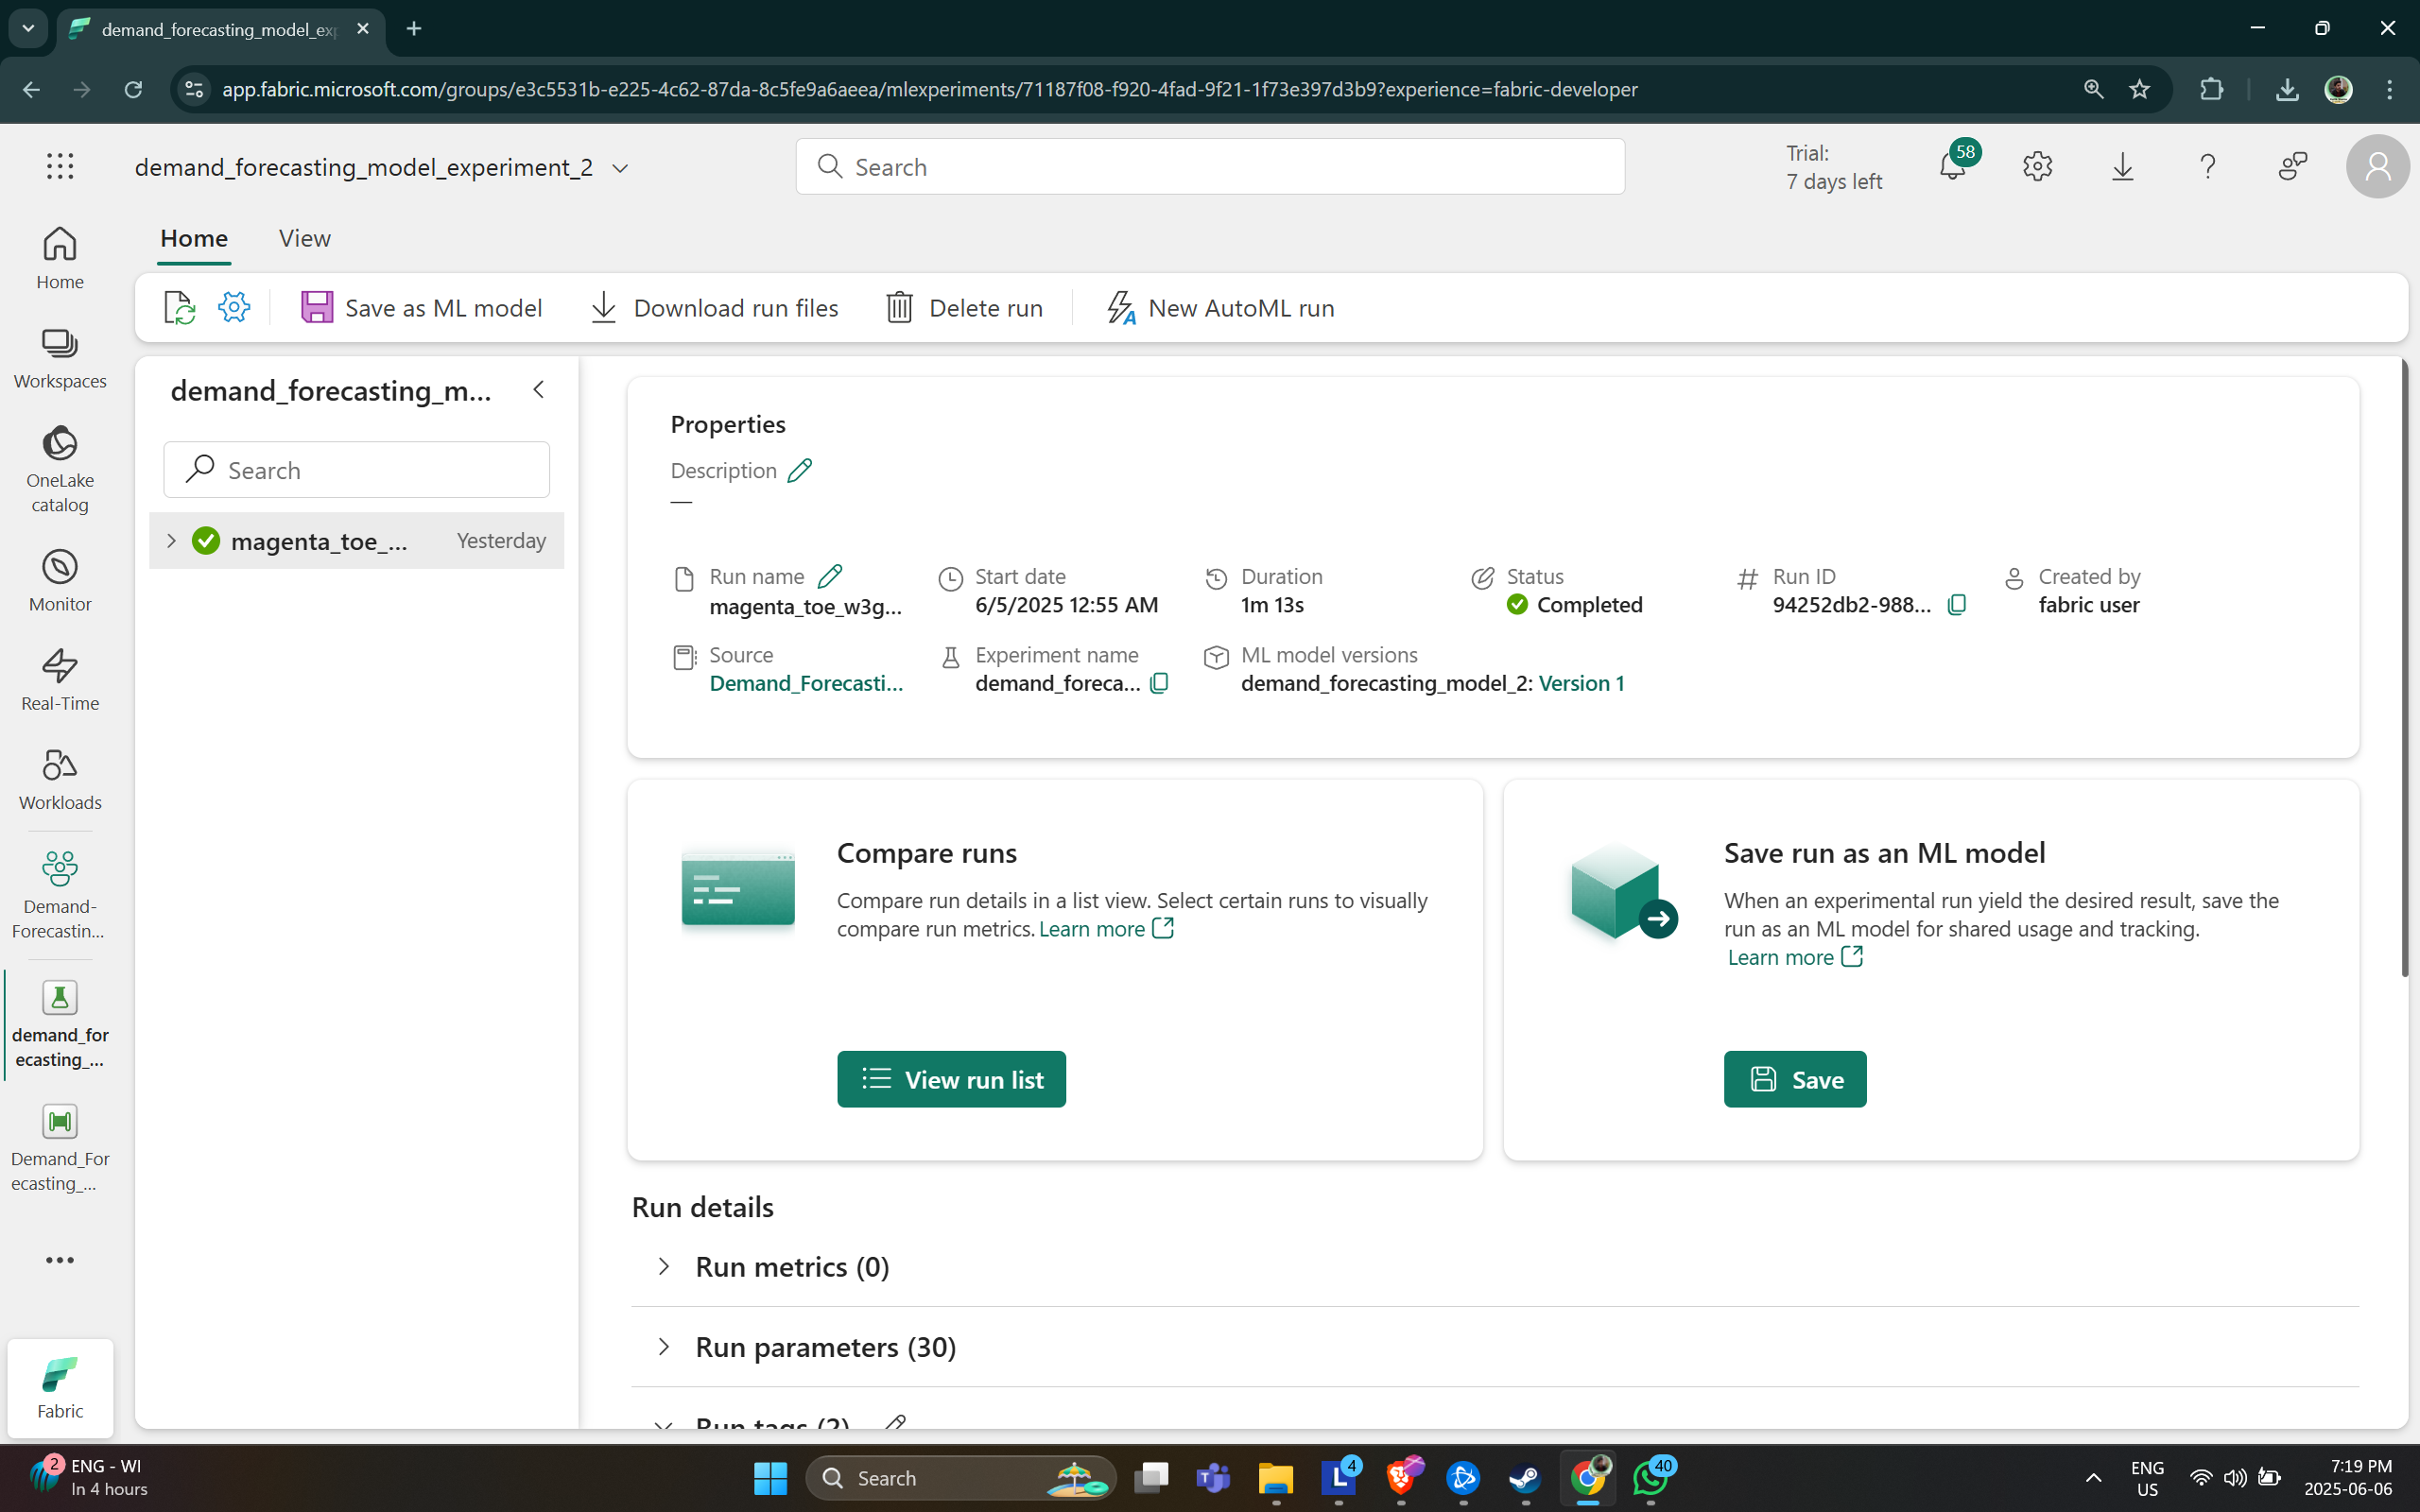 demand_forecasting_model_exp
app.fabric.microsoft.com/groups/e3c5531b-e225-4c62-87da-8c5fe9a6aeea/mlexperiments/71187f08-f920-4fad-9f21-1f73e397d3b9?experience=fabric-developer
demand_forecasting_model_experiment_2
Search
Trial:
7 days left
58
Home
View
Save as ML model
Download run files
Delete run
New AutoML run
Home
Workspaces
OneLake
catalog
Monitor
Real-Time
Workloads
Demand-
Forecastin...
demand_for
ecasting_...
Demand_For
ecasting_...
Fabric
demand_forecasting_m...
Search
magenta_toe_...
Yesterday
Properties
Description
—
Run name
magenta_toe_w3g...
Start date
6/5/2025 12:55 AM
Duration
1m 13s
Status
Completed
Run ID
94252db2-988...
Created by
fabric user
Source
Demand_Forecasti...
Experiment name
demand_foreca...
ML model versions
demand_forecasting_model_2: Version 1
Compare runs
Compare run details in a list view. Select certain runs to visually
compare run metrics. Learn more
View run list
Save run as an ML model
When an experimental run yield the desired result, save the
run as an ML model for shared usage and tracking.
Learn more
Save
Run details
Run metrics (0)
Run parameters (30)
Run tags (2)
2
ENG - WI
In 4 hours
Search
4
40
ENG
US
7:19 PM
2025-06-06